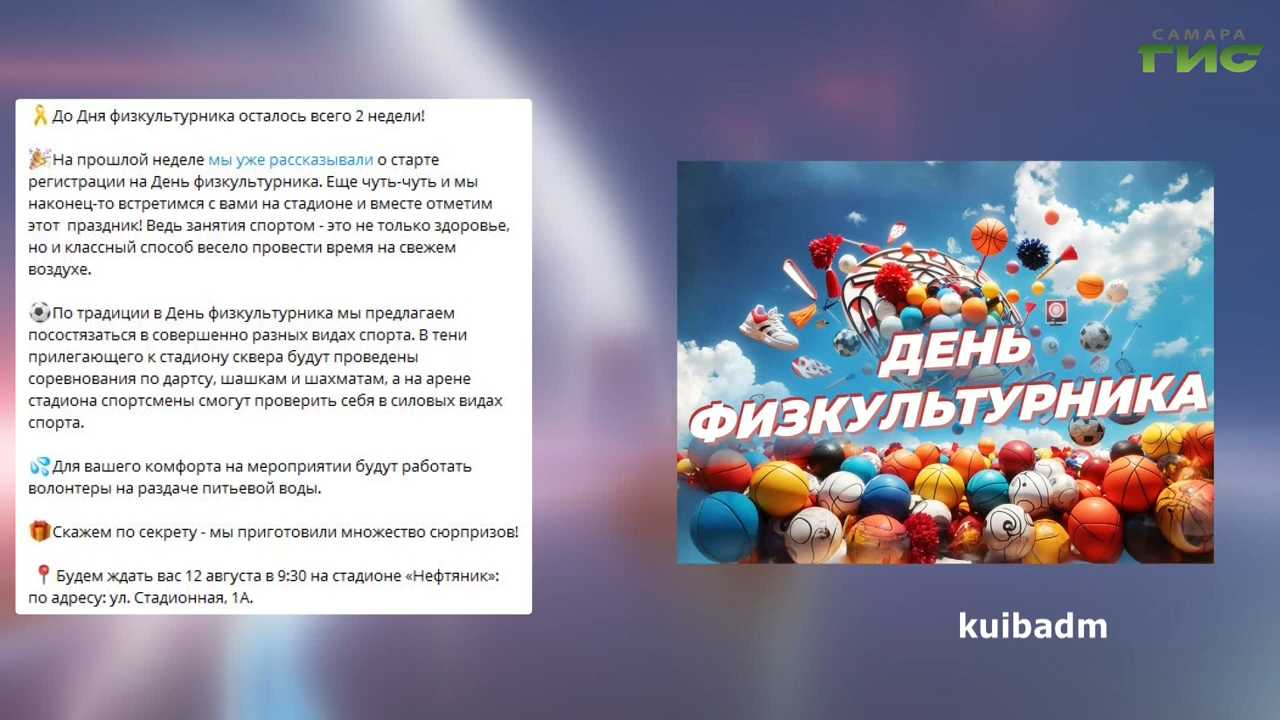 САМАРА
ГИС
До Дня физкультурника осталось всего 2 недели!
На прошлой неделе мы уже рассказывали о старте
регистрации на День физкультурника. Еще чуть-чуть и мы
наконец-то встретимся с вами на стадионе и вместе отметим
этот праздник! Ведь занятия спортом - это не только здоровье,
но и классный способ весело провести время на свежем
воздухе.
По традиции в День физкультурника мы предлагаем
посостязаться в совершенно разных видах спорта. В тени
прилегающего к стадиону сквера будут проведены
соревнования по дартсу, шашкам и шахматам, а на арене
стадиона спортсмены смогут проверить себя в силовых видах
спорта.
Для вашего комфорта на мероприятии будут работать
волонтеры на раздаче питьевой воды.
Скажем по секрету - мы приготовили множество сюрпризов!
Будем ждать вас 12 августа в 9:30 на стадионе «Нефтяник»:
по адресу: ул. Стадионная, 1А.
ДЕНЬ
ФИЗКУЛЬТУРНИКА
kuibadm